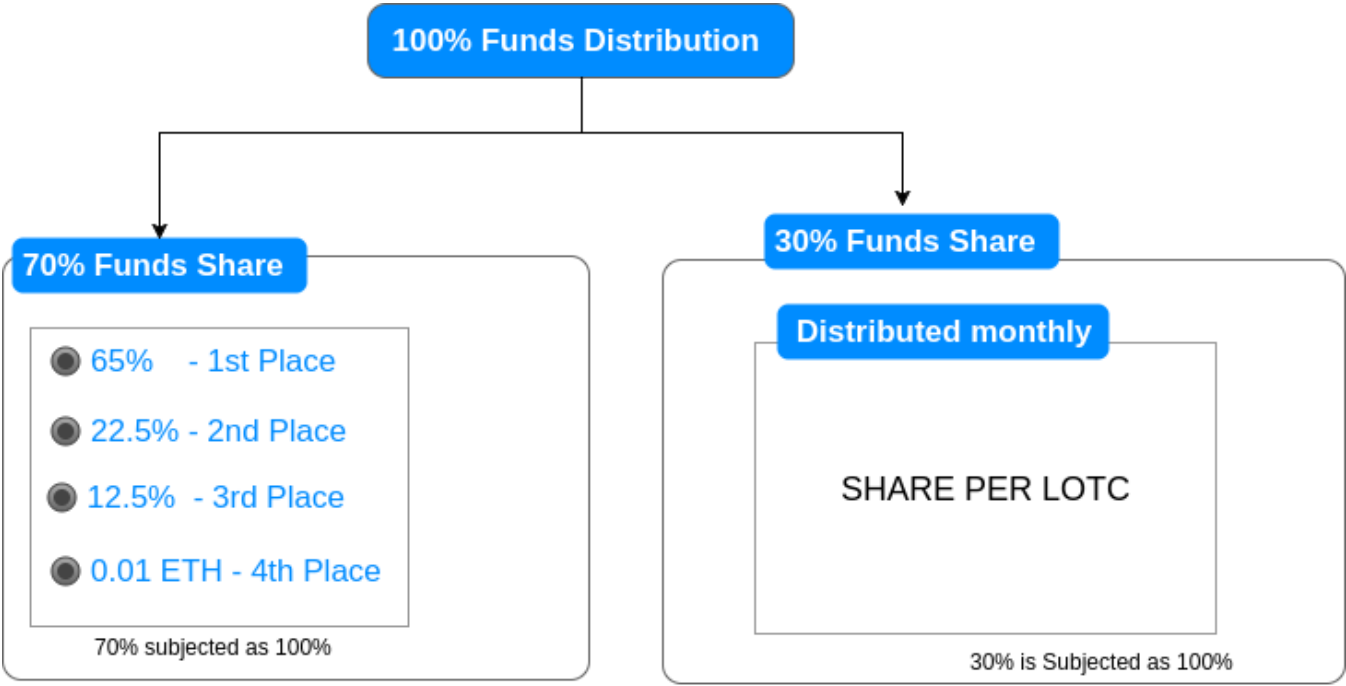 100% Funds Distribution
70% Funds Share
65% - 1st Place
22.5% - 2nd Place
12.5% - 3rd Place
0.01 ETH - 4th Place
70% subjected as 100%
30% Funds Share
Distributed monthly
SHARE PER LOTC
30% is Subjected as 100%